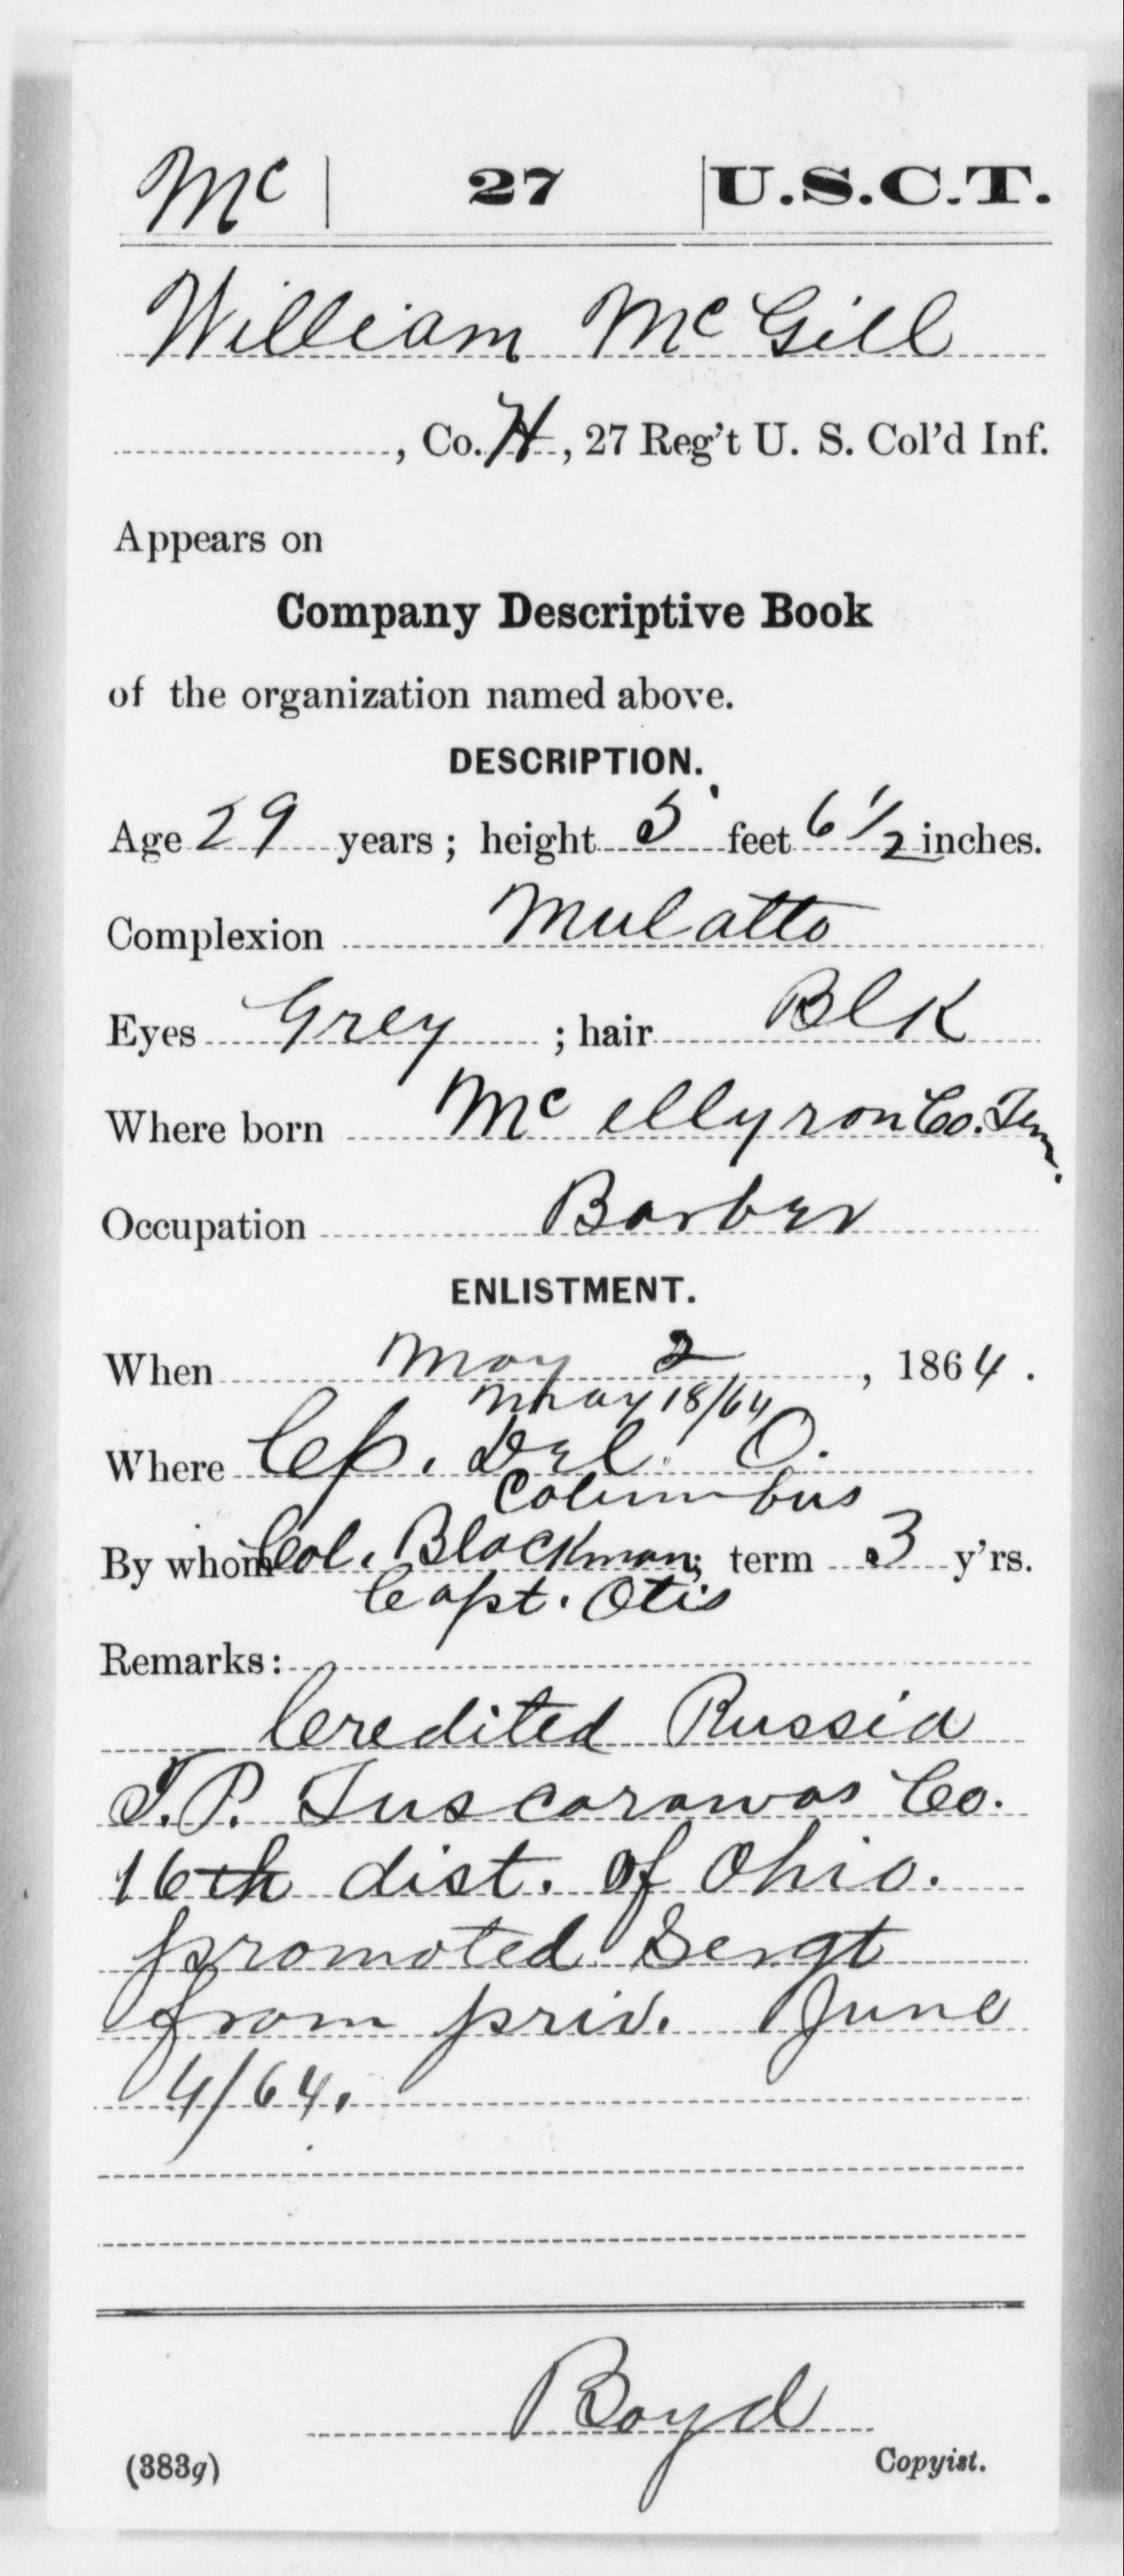 Mc | 27 | U.S.C.T.
William McGill
, Co. H, 27 Reg't U. S. Col'd Inf.
Appears on
Company Descriptive Book
of the organization named above.
DESCRIPTION.
Age 29 years; height 5 feet 6 1/2 inches.
Complexion Mulatto
Eyes Grey ; hair Blk
Where born Mc ellyron Co. Ten.
Occupation Barber
ENLISTMENT.
When May 2, 1864.
May 18/64
Where Cp. Del. O.
Columbus
By whom Col. Blackman; term 3 y'rs.
Capt. Otis
Remarks:
Credited Russia
T.P. Tuscarawas Co.
16th dist. of Ohio.
promoted Sergt
from priv. June
4/64.
Boyd
(383g) Copyist.